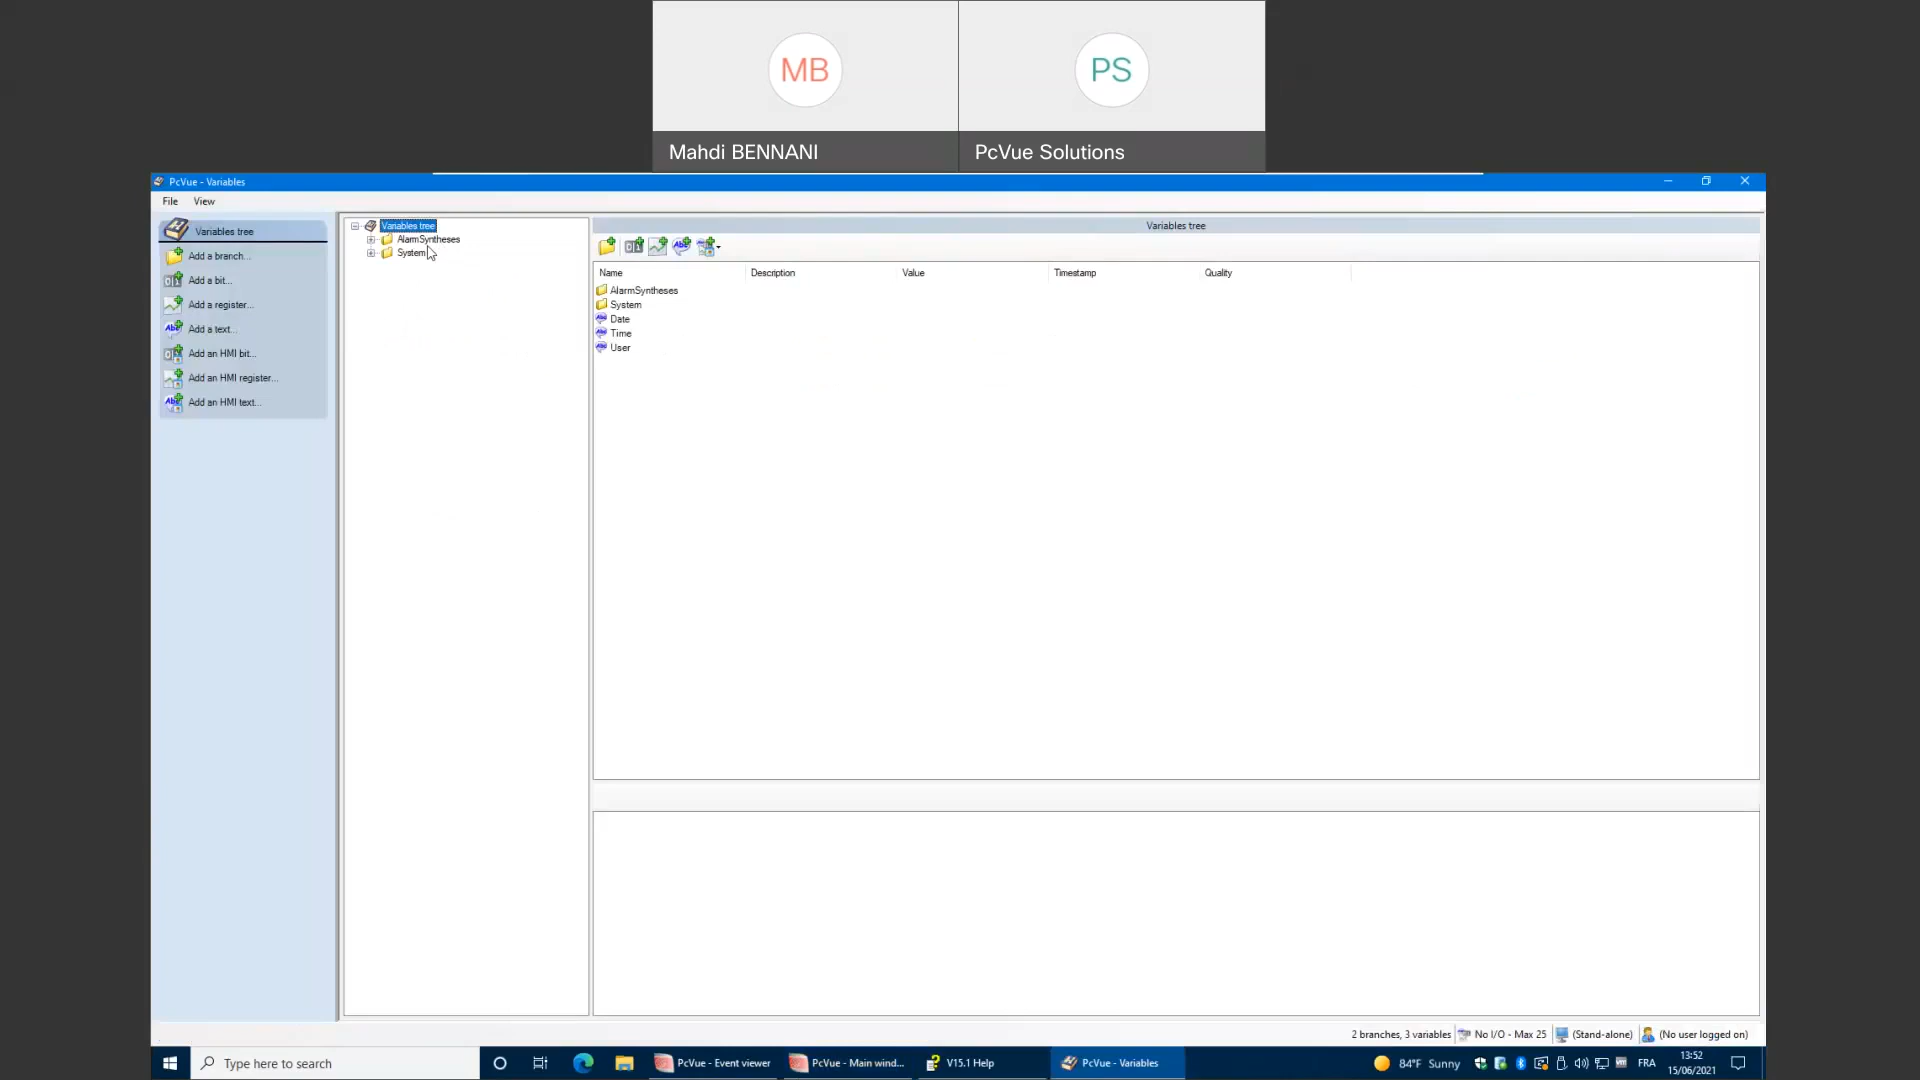 MB
PS
Mahdi BENNANI
PcVue Solutions
PcVue - Variables
File View
Variables tree
Add a branch...
Add a bit...
Add a register...
Add a text...
Add an HMI bit...
Add an HMI register...
Add an HMI text...
Variables tree
AlarmSyntheses
System
Variables tree
Name Description Value Timestamp Quality
AlarmSyntheses
System
Date
Time
User
2 branches, 3 variables No I/O - Max 25 (Stand-alone) (No user logged on)
Type here to search
PcVue - Event viewer
PcVue - Main wind...
V15.1 Help
PcVue - Variables
84°F Sunny
FRA
13:52
15/06/2021